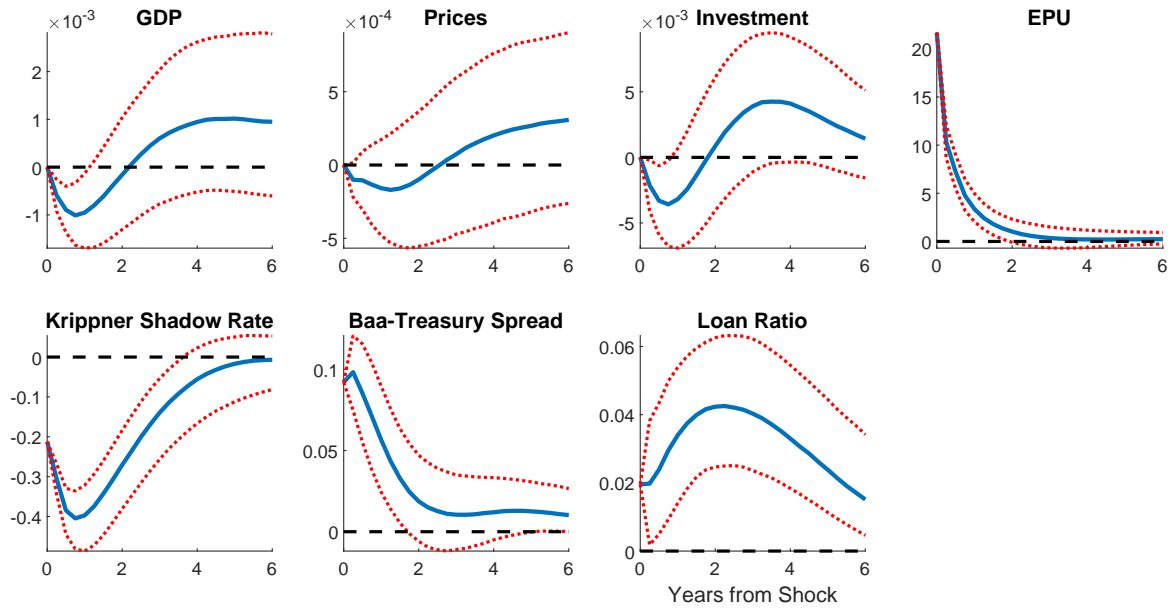 GDP
×10⁻³
2
1
0
-1
0 2 4 6
Prices
×10⁻⁴
5
0
-5
0 2 4 6
Investment
×10⁻³
5
0
-5
0 2 4 6
EPU
20
15
10
5
0
0 2 4 6
Krippner Shadow Rate
0
-0.1
-0.2
-0.3
-0.4
0 2 4 6
Baa-Treasury Spread
0.1
0.05
0
0 2 4 6
Loan Ratio
0.06
0.04
0.02
0
0 2 4 6
Years from Shock